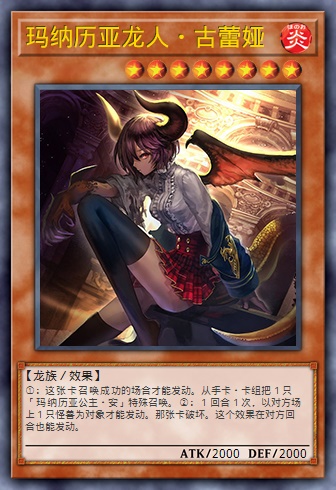 玛纳历亚龙人·古蕾娅
炎
【龙族／效果】
①：这张卡召唤成功的场合才能发动。从手卡·卡组把１只
「玛纳历亚公主·安」特殊召唤。②：１回合１次，以对方场
上１只怪兽为对象才能发动。那张卡破坏。这个效果在对方回
合也能发动。
ATK/2000 DEF/2000